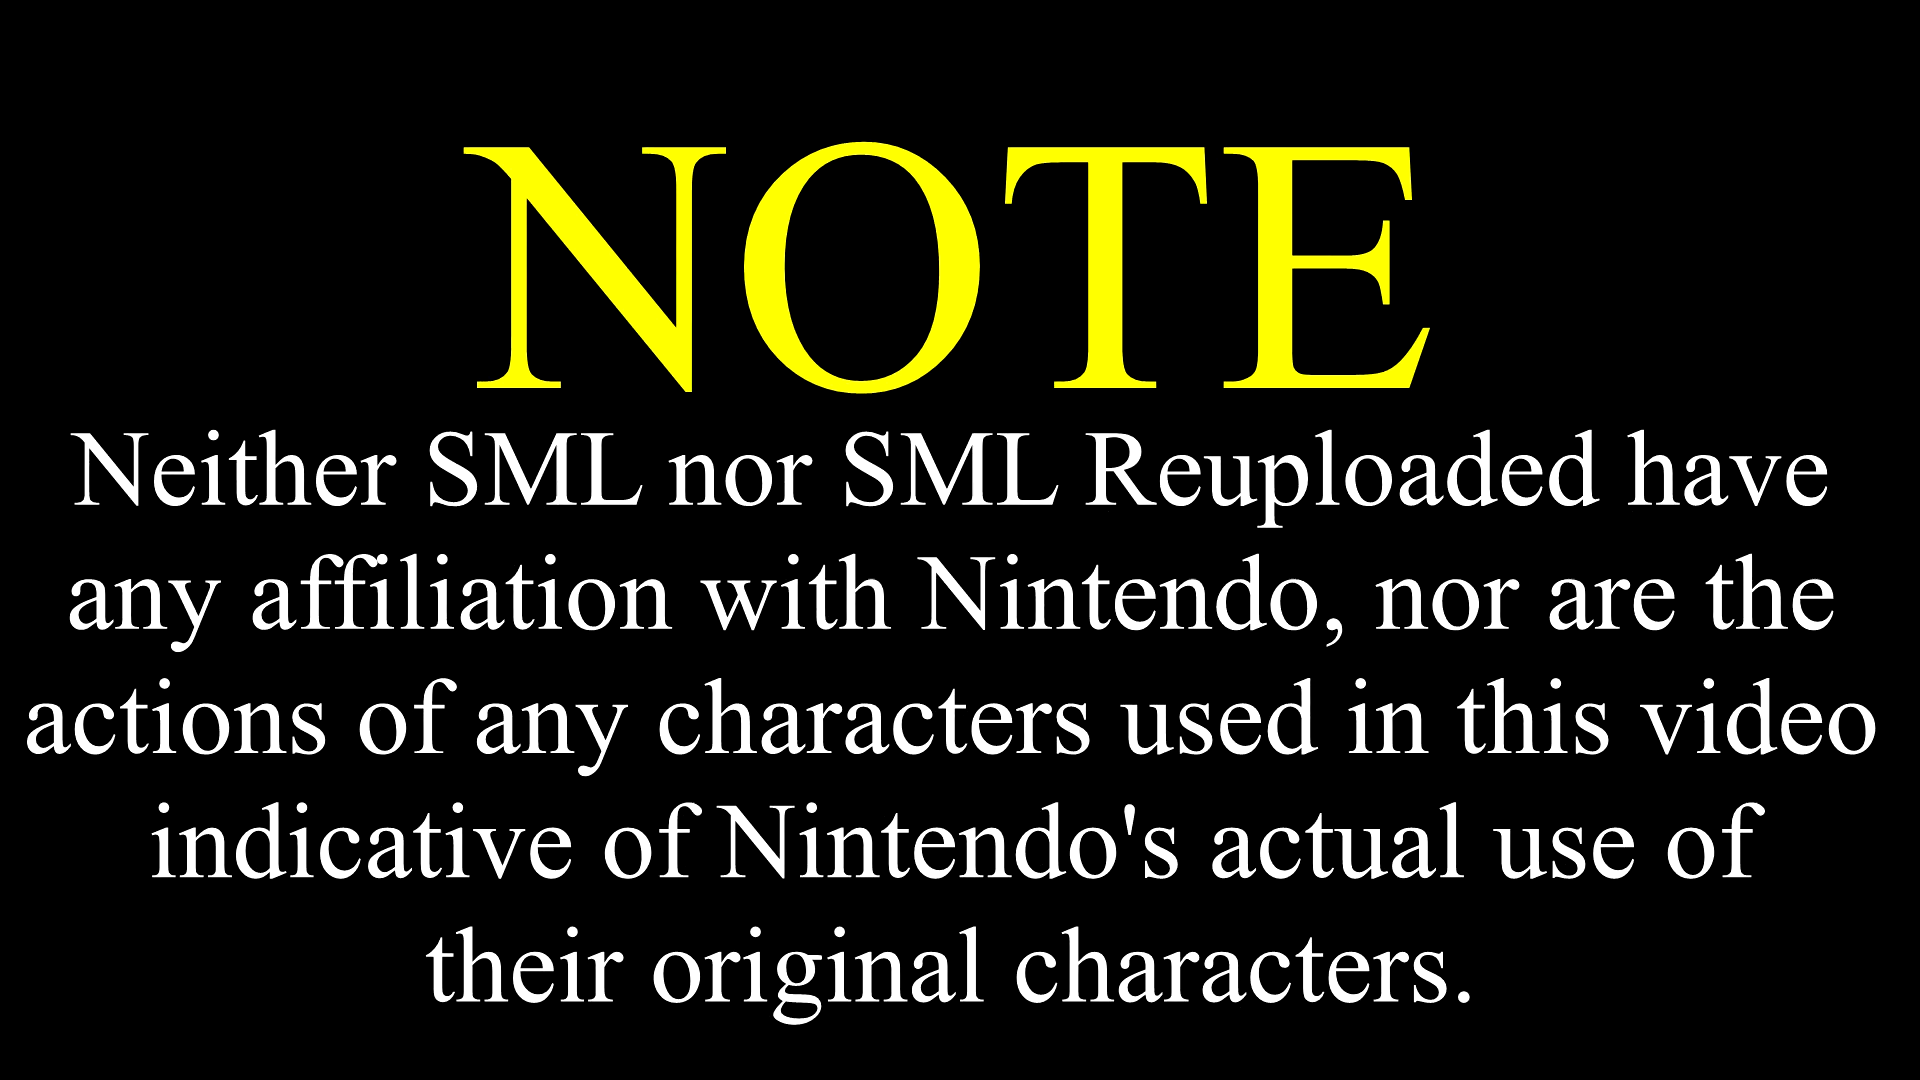 NOTE
Neither SML nor SML Reuploaded have
any affiliation with Nintendo, nor are the
actions of any characters used in this video
indicative of Nintendo's actual use of
their original characters.